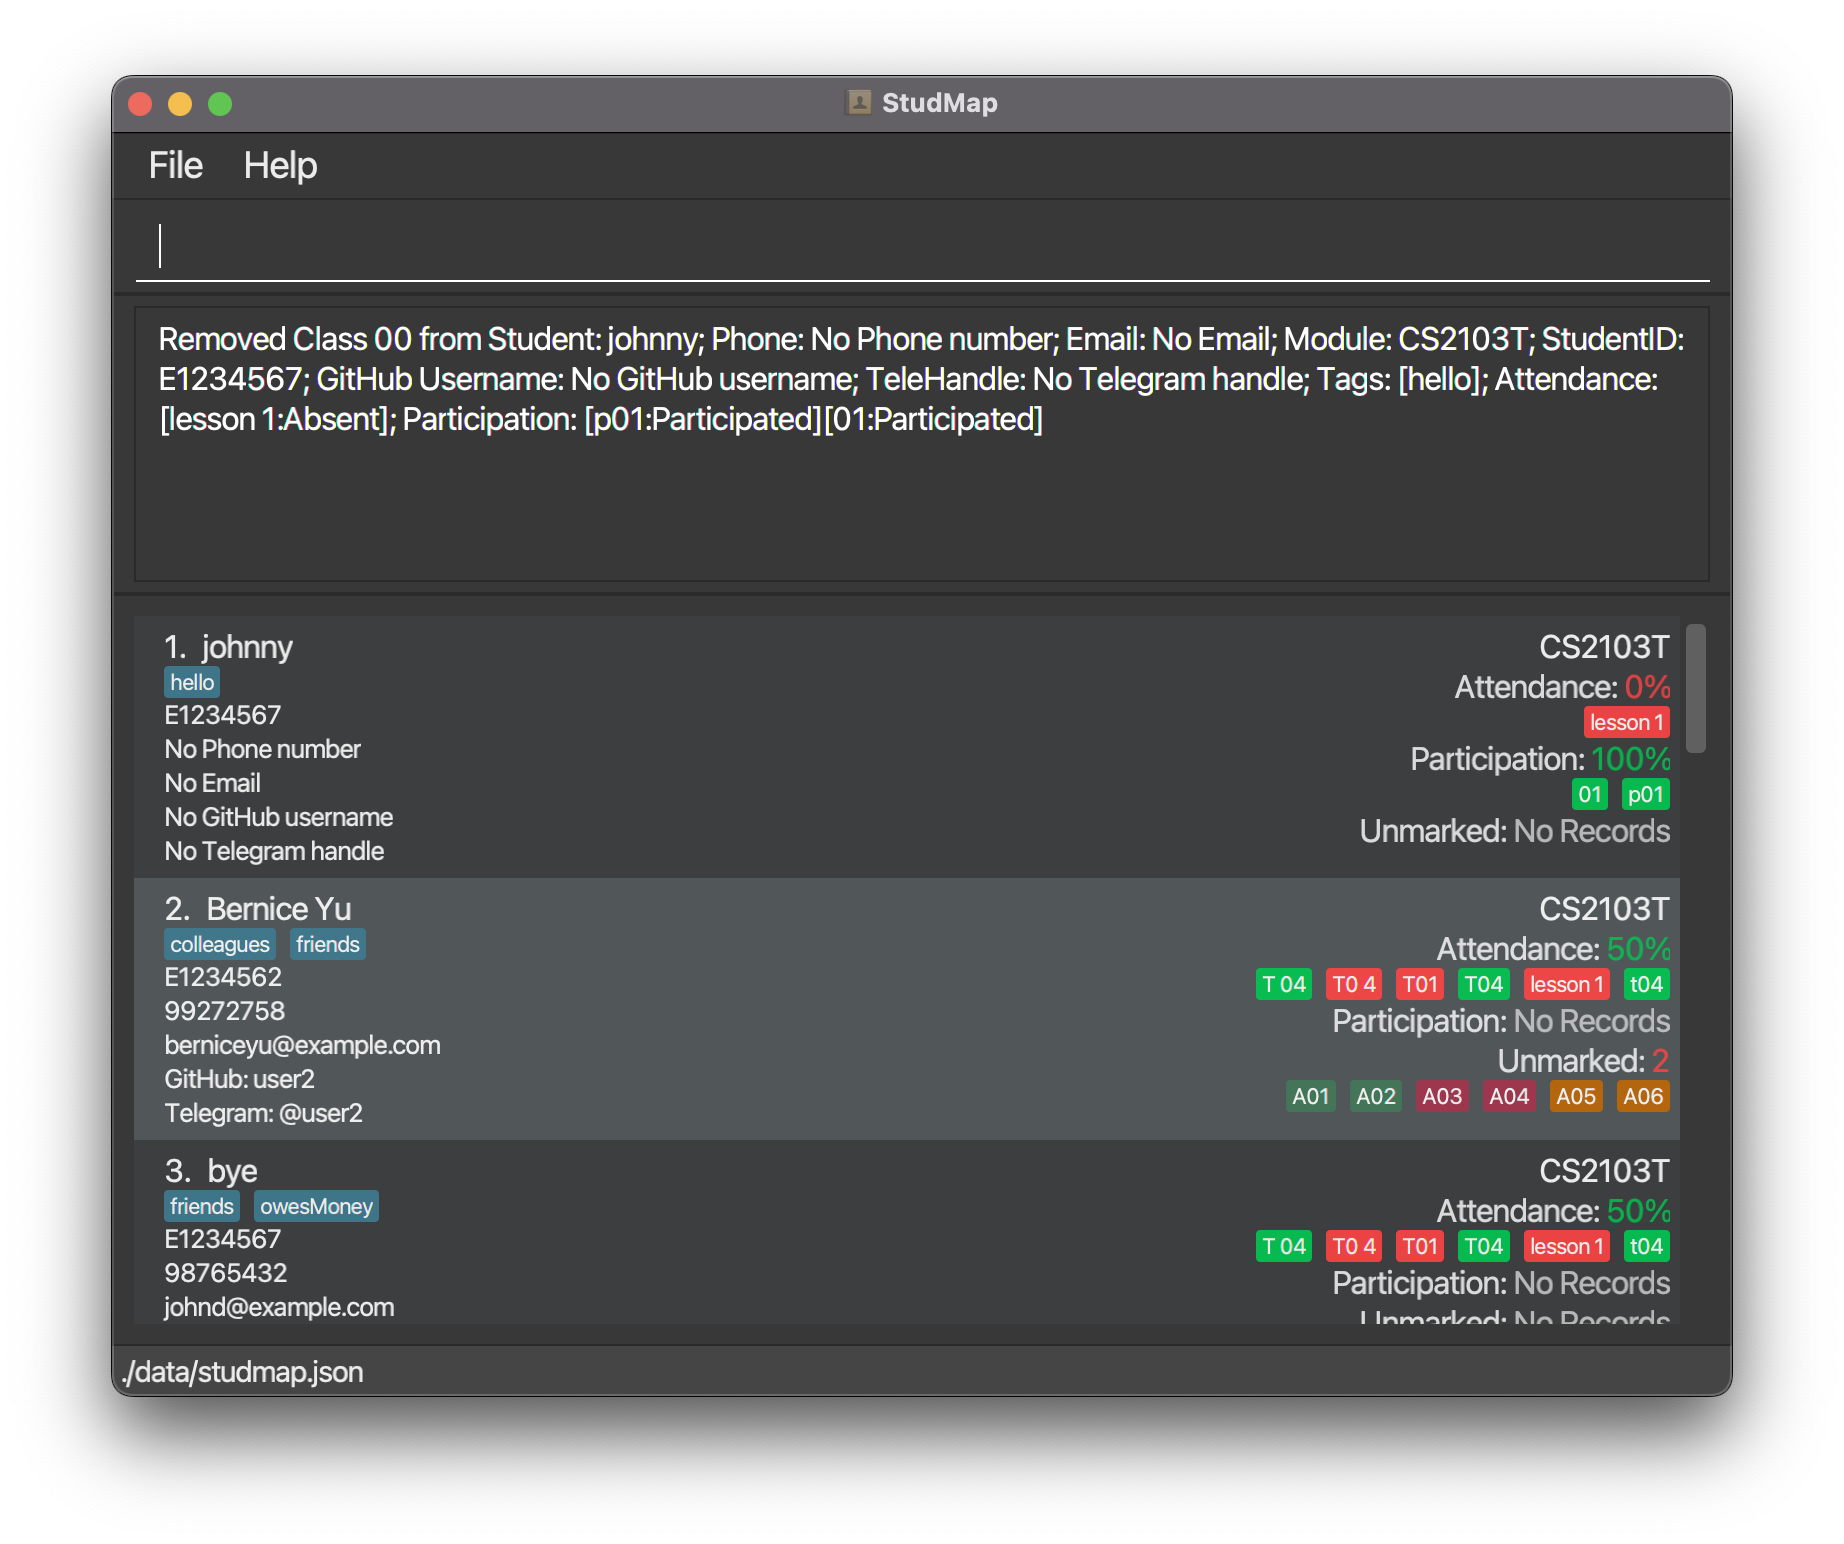 StudMap
File Help
Removed Class 00 from Student: johnny; Phone: No Phone number; Email: No Email; Module: CS2103T; StudentID:
E1234567; GitHub Username: No GitHub username; TeleHandle: No Telegram handle; Tags: [hello]; Attendance:
[lesson 1:Absent]; Participation: [p01:Participated][01:Participated]
1. johnny
hello
E1234567
No Phone number
No Email
No GitHub username
No Telegram handle
CS2103T
Attendance: 0%
lesson 1
Participation: 100%
01 p01
Unmarked: No Records
2. Bernice Yu
colleagues friends
E1234562
99272758
berniceyu@example.com
GitHub: user2
Telegram: @user2
CS2103T
Attendance: 50%
T 04 T0 4 T01 T04 lesson 1 t04
Participation: No Records
Unmarked: 2
A01 A02 A03 A04 A05 A06
3. bye
friends owesMoney
E1234567
98765432
johnd@example.com
CS2103T
Attendance: 50%
T 04 T0 4 T01 T04 lesson 1 t04
Participation: No Records
Unmarked: No Records
./data/studmap.json